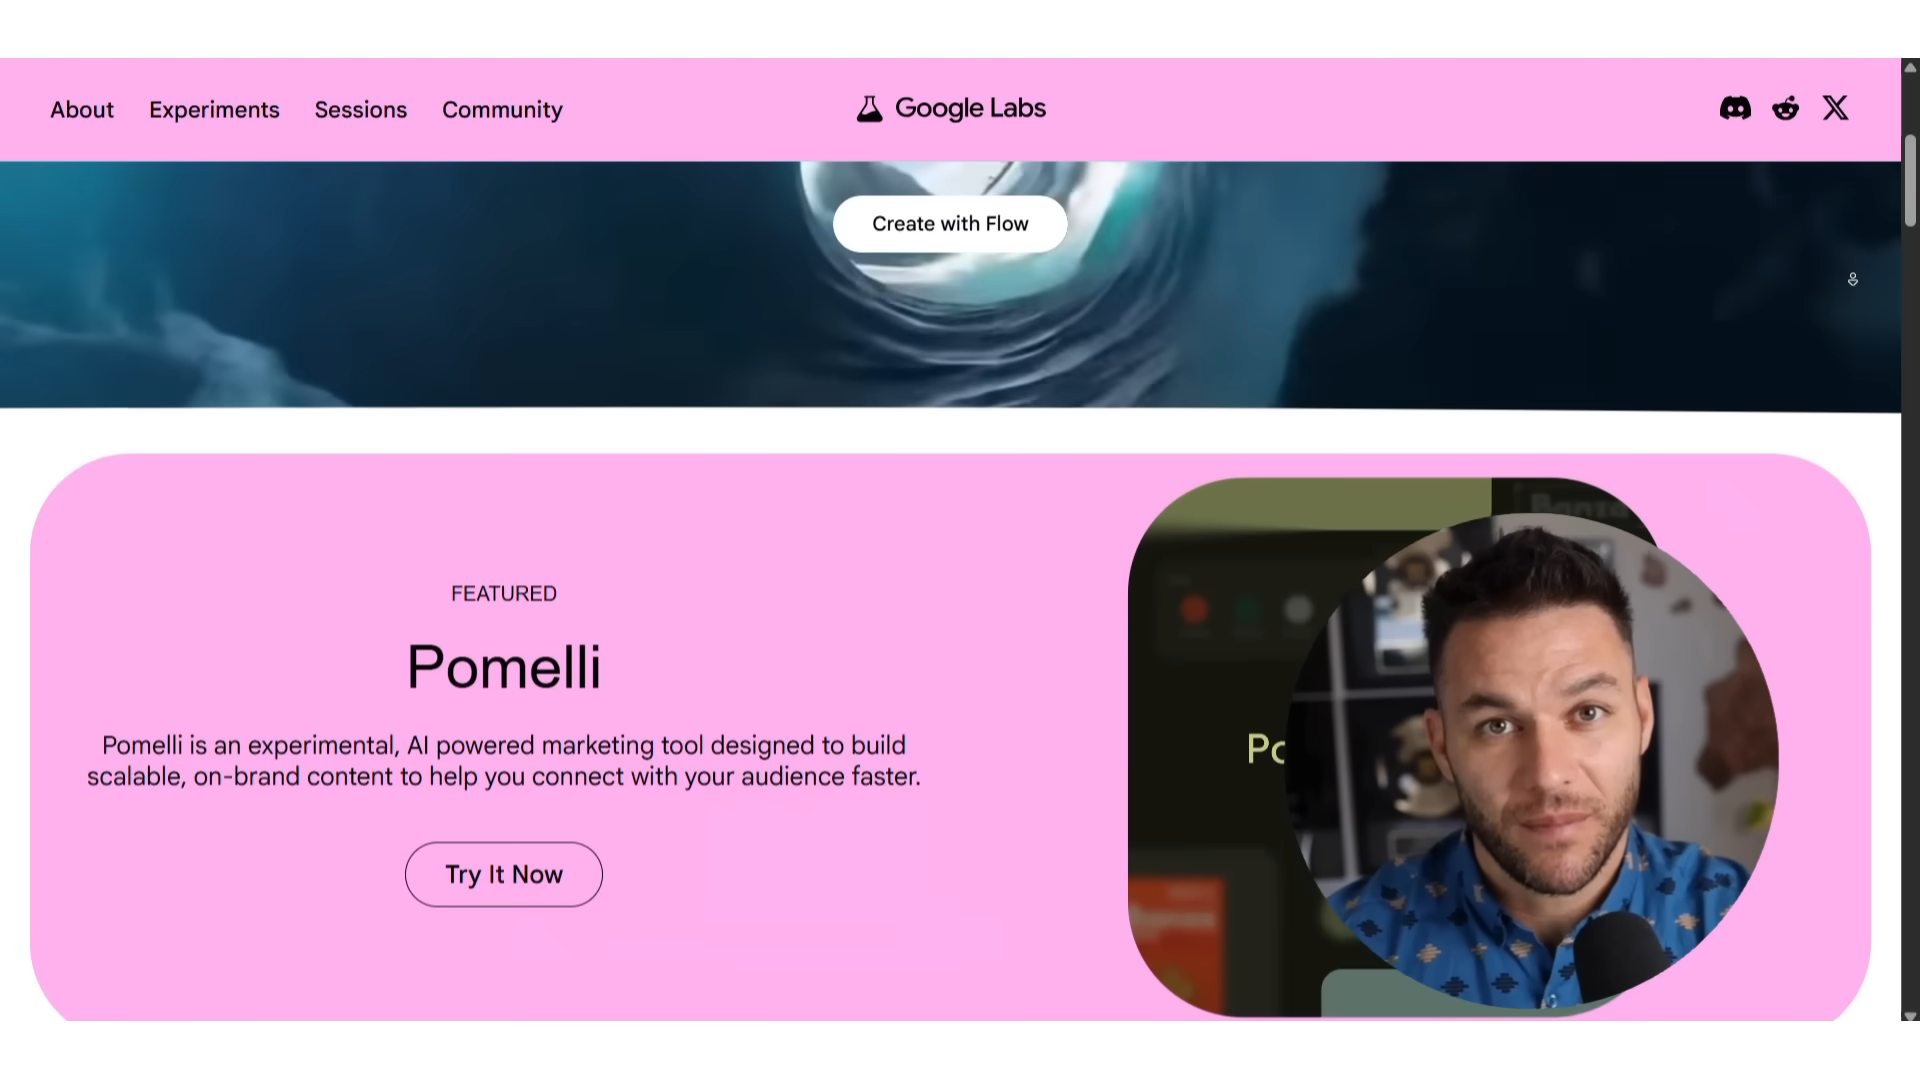 About Experiments Sessions Community Google Labs
Create with Flow
FEATURED
Pomelli
Pomelli is an experimental, AI powered marketing tool designed to build
scalable, on-brand content to help you connect with your audience faster.
Try It Now